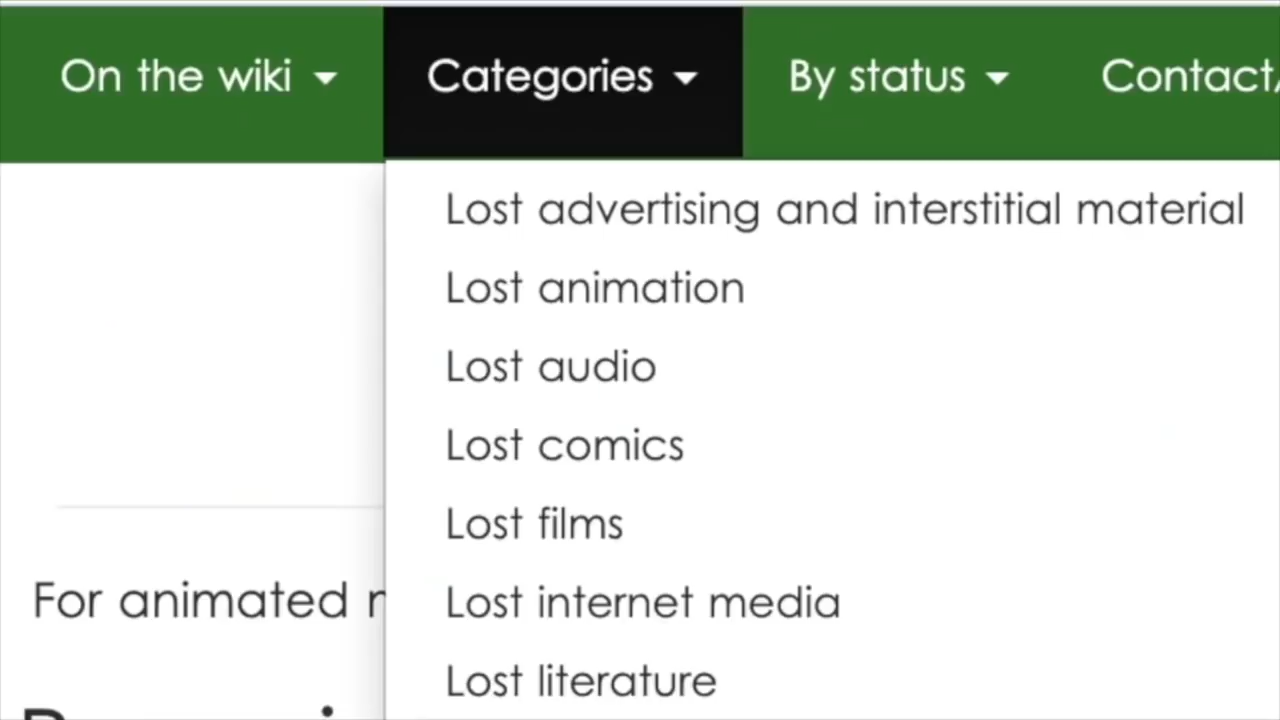 On the wiki Categories By status Contact/
Lost advertising and interstitial material
Lost animation
Lost audio
Lost comics
Lost films
Lost internet media
For animated
Lost literature